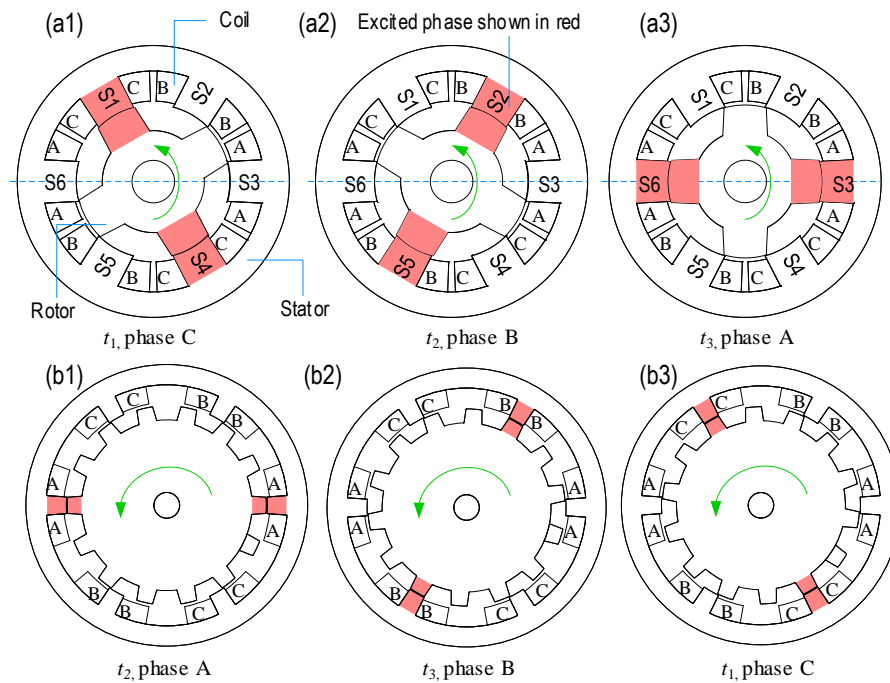 (a1) Coil (a2) Excited phase shown in red (a3)
S1 C B S2 S1 C B S2 S1 C B S2
C B C B C B
A A A A A A
S6 S3 S6 S3 S6 S3
A A A A A A
B C B C B C
S5 B C S4 S5 B C S4 S5 B C S4
Rotor Stator
t1, phase C t2, phase B t3, phase A
(b1) (b2) (b3)
C B C B C B
C B C B C B
A A A A A A
A A A A A A
B C B C B C
B C B C B C
t2, phase A t3, phase B t1, phase C